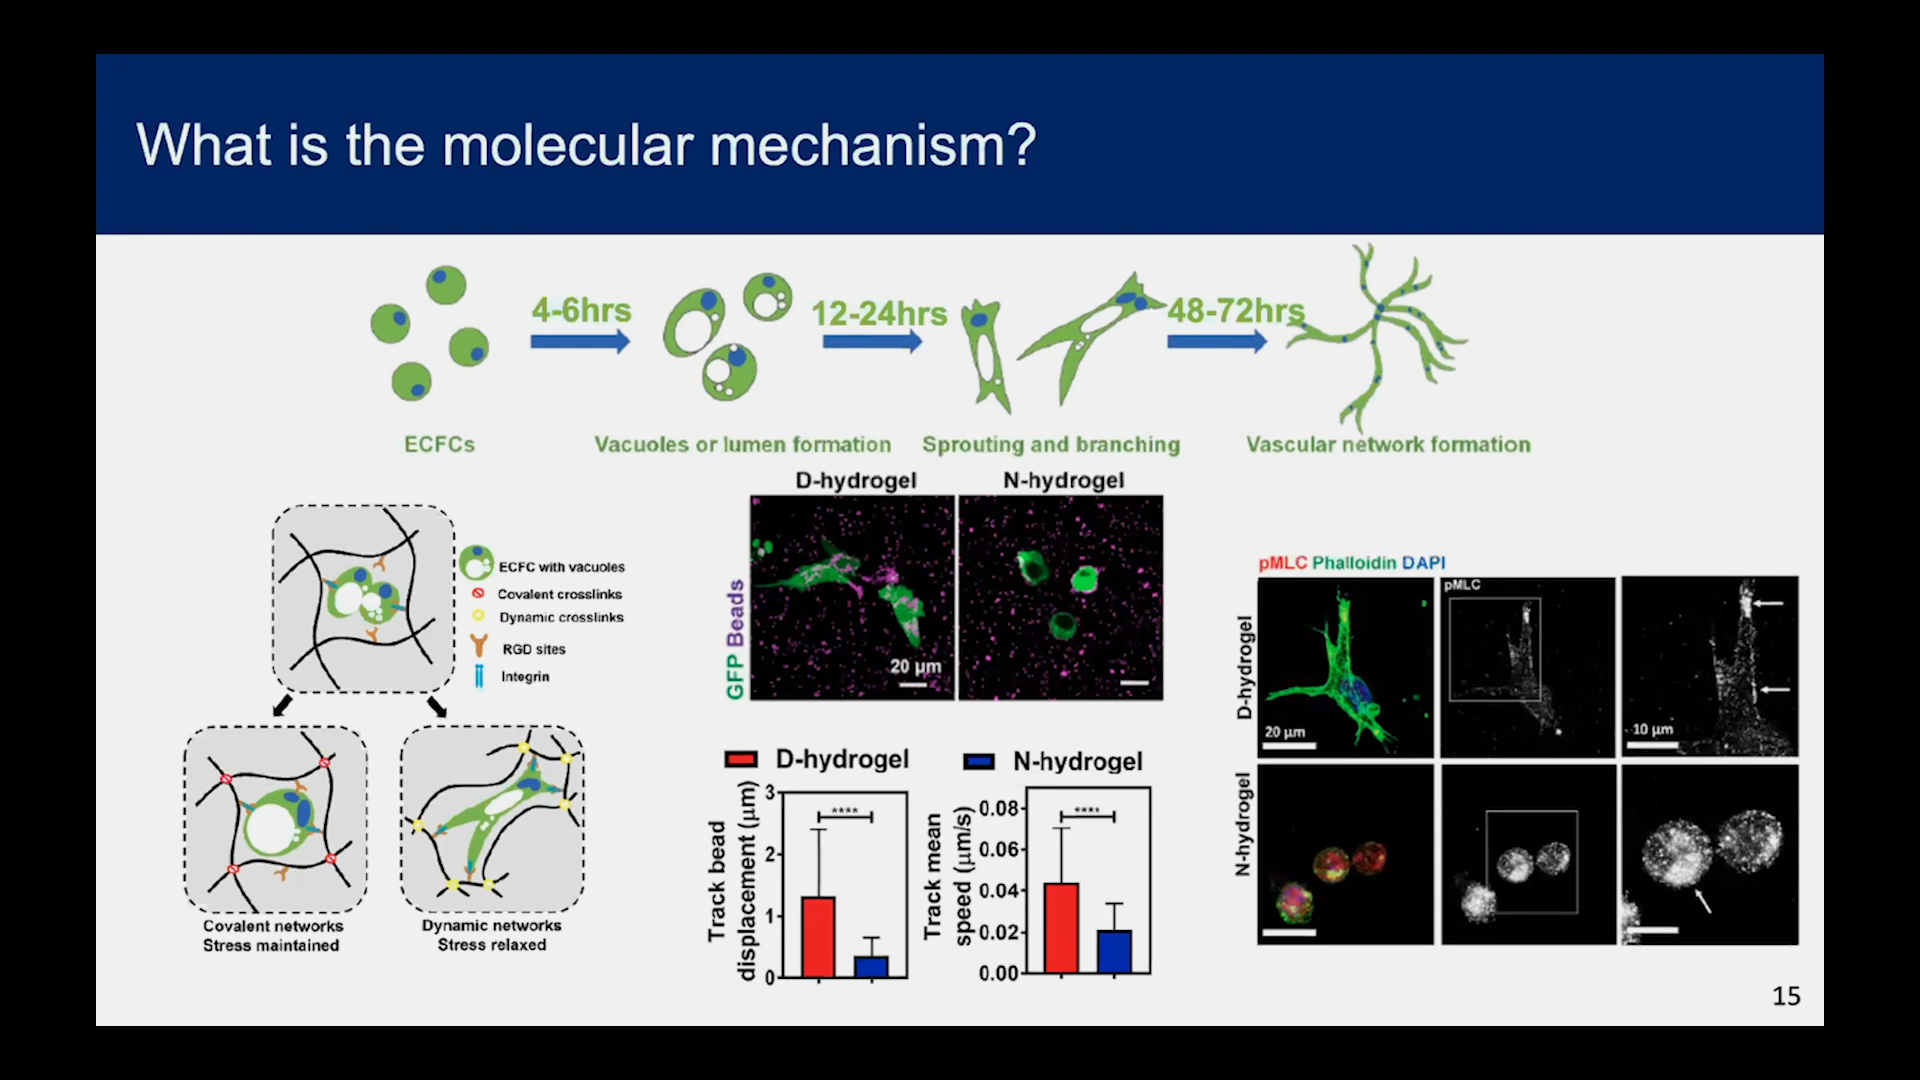 What is the molecular mechanism?
4-6hrs
12-24hrs
48-72hrs
ECFCs
Vacuoles or lumen formation
Sprouting and branching
Vascular network formation
ECFC with vacuoles
Covalent crosslinks
Dynamic crosslinks
RGD sites
Integrin
Covalent networks
Stress maintained
Dynamic networks
Stress relaxed
D-hydrogel
N-hydrogel
GFP Beads
20 µm
D-hydrogel
N-hydrogel
Track bead
displacement (µm)
3
2
1
0
****
Track mean
speed (µm/s)
0.08
0.06
0.04
0.02
0.00
****
pMLC Phalloidin DAPI
D-hydrogel
20 µm
pMLC
10 µm
N-hydrogel
15